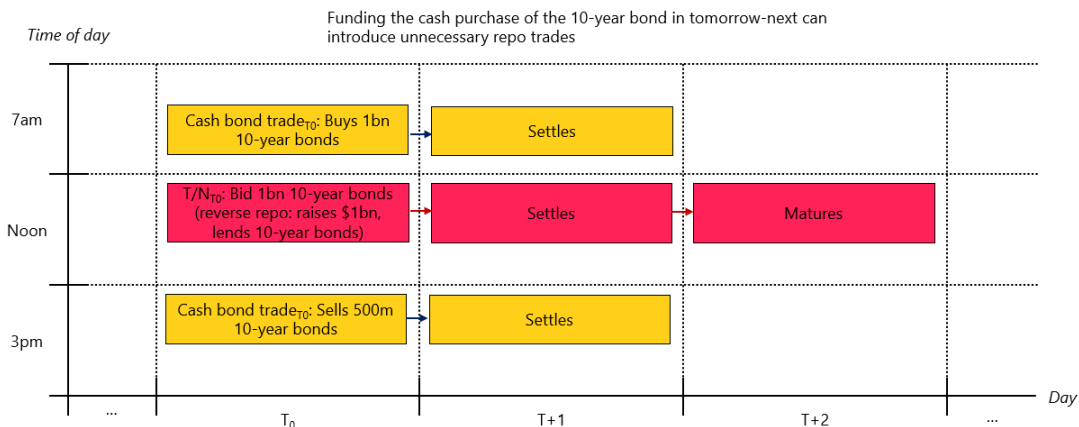 Funding the cash purchase of the 10-year bond in tomorrow-next can
introduce unnecessary repo trades
Time of day
7am
Cash bond trade_T0: Buys 1bn
10-year bonds
Settles
Noon
T/N_T0: Bid 1bn 10-year bonds
(reverse repo: raises $1bn,
lends 10-year bonds)
Settles
Matures
3pm
Cash bond trade_T0: Sells 500m
10-year bonds
Settles
Day
...
T0
T+1
T+2
...